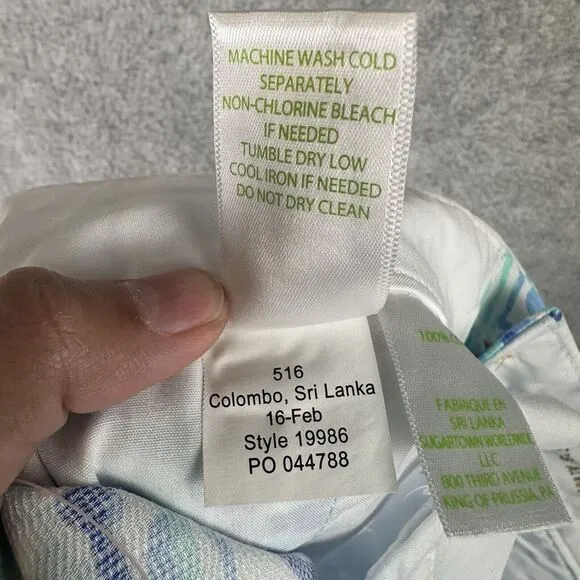 MACHINE WASH COLD
SEPARATELY
NON-CHLORINE BLEACH
IF NEEDED
TUMBLE DRY LOW
COOL IRON IF NEEDED
DO NOT DRY CLEAN
516
Colombo, Sri Lanka
16-Feb
Style 19986
PO 044788
100%
FABRIQUE EN
SRI LANKA
SUGARTOWN WORLDWIDE
LLC
800 THIRD AVENUE
KING OF PRUSSIA, PA